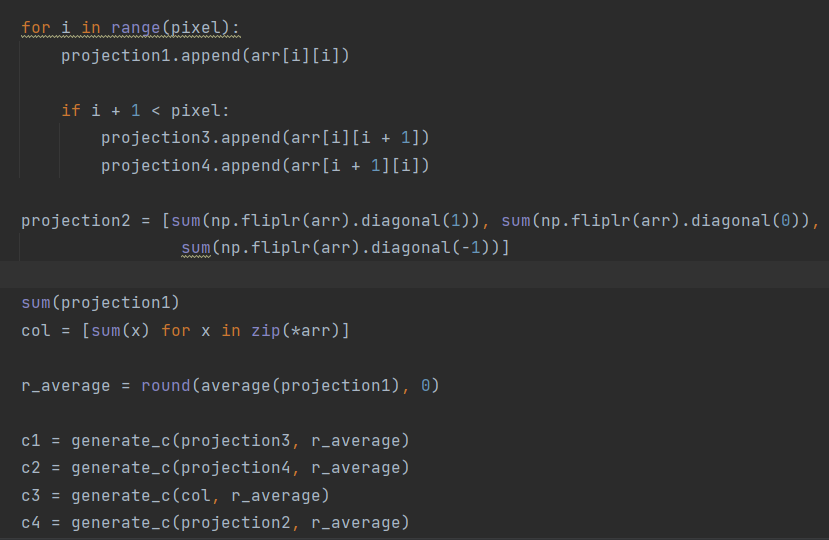 for i in range(pixel):
    projection1.append(arr[i][i])

    if i + 1 < pixel:
        projection3.append(arr[i][i + 1])
        projection4.append(arr[i + 1][i])

projection2 = [sum(np.fliplr(arr).diagonal(1)), sum(np.fliplr(arr).diagonal(0)),
                sum(np.fliplr(arr).diagonal(-1))]

sum(projection1)
col = [sum(x) for x in zip(*arr)]

r_average = round(average(projection1), 0)

c1 = generate_c(projection3, r_average)
c2 = generate_c(projection4, r_average)
c3 = generate_c(col, r_average)
c4 = generate_c(projection2, r_average)